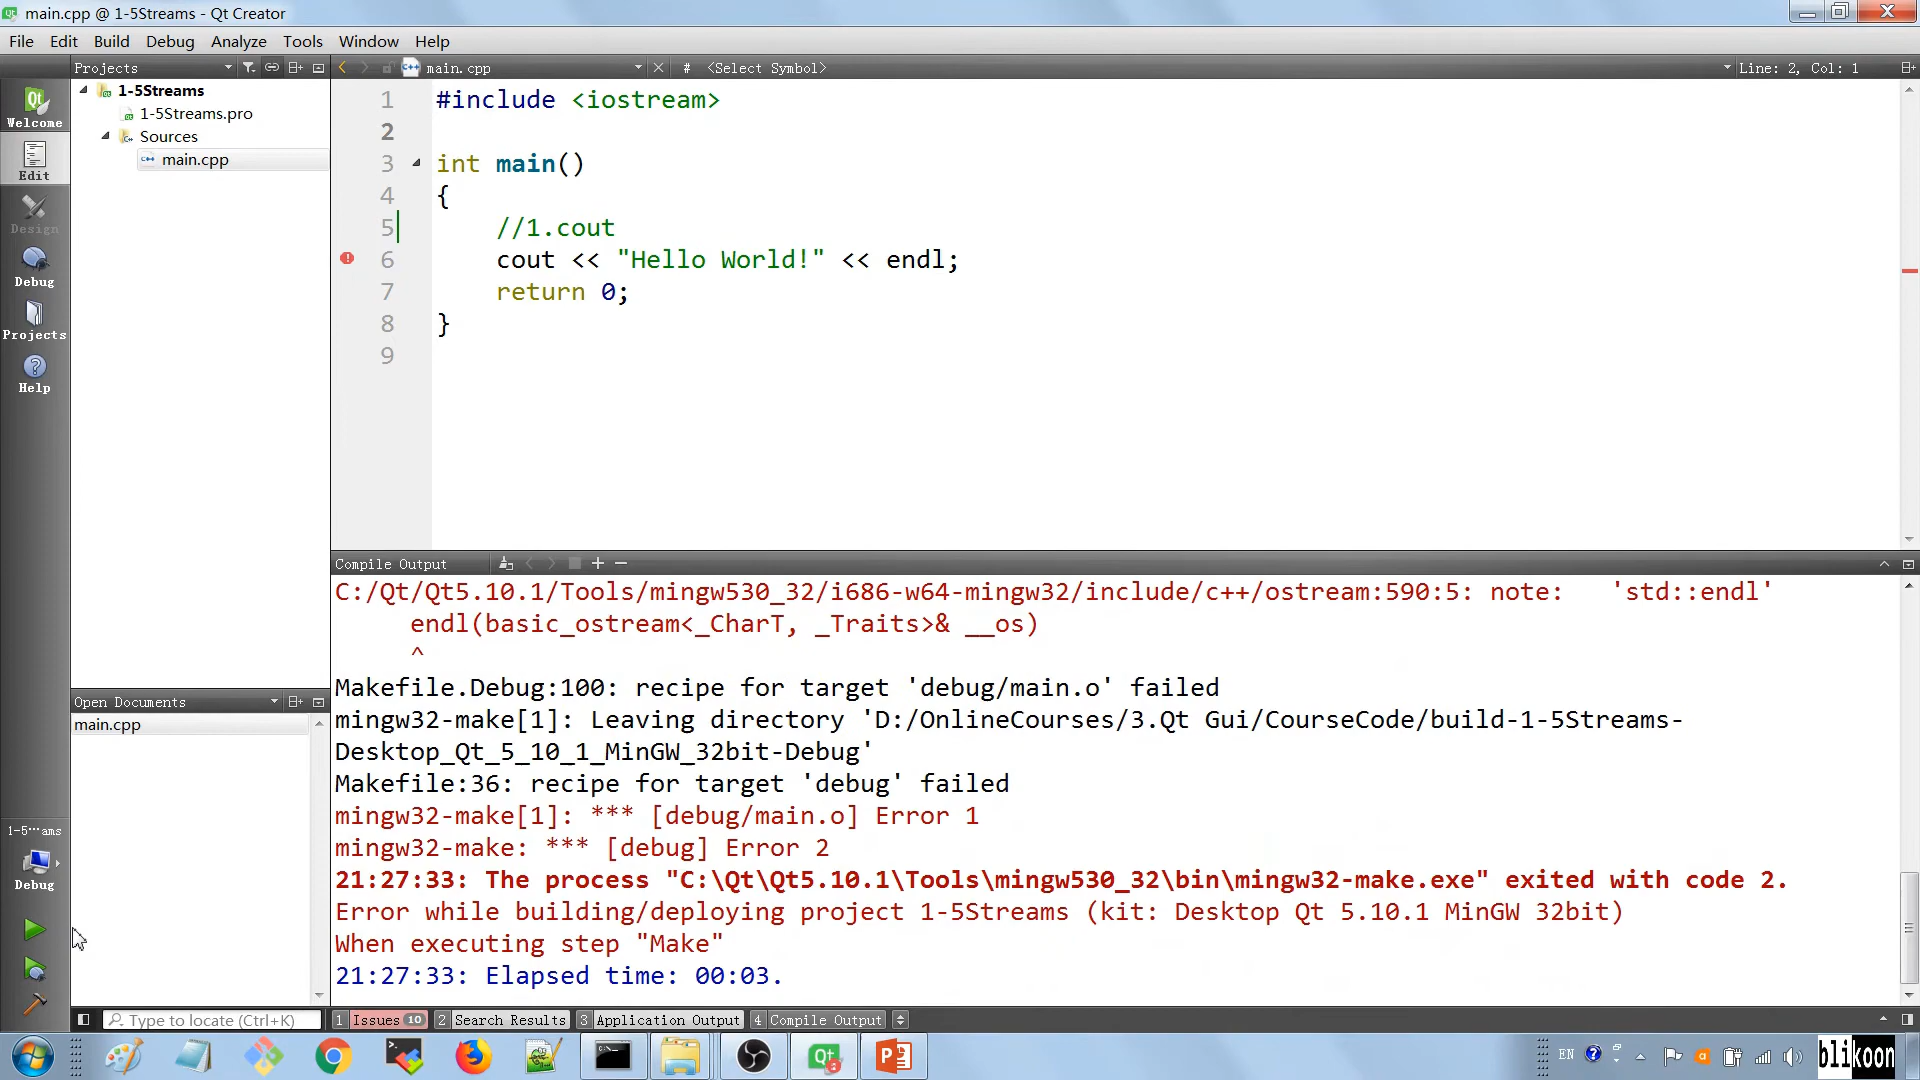 main.cpp @ 1-5Streams - Qt Creator
File Edit Build Debug Analyze Tools Window Help
Projects
main.cpp
# <Select Symbol>
Line: 2, Col: 1
Welcome
Edit
Design
Debug
Projects
Help
1-5Streams
1-5Streams.pro
Sources
main.cpp
1 #include <iostream>
2
3 int main()
4 {
5 //1.cout
6 cout << "Hello World!" << endl;
7 return 0;
8 }
9
Open Documents
main.cpp
1-5···ams
Debug
Compile Output
C:/Qt/Qt5.10.1/Tools/mingw530_32/i686-w64-mingw32/include/c++/ostream:590:5: note:   'std::endl'
endl(basic_ostream<_CharT, _Traits>& __os)
^
Makefile.Debug:100: recipe for target 'debug/main.o' failed
mingw32-make[1]: Leaving directory 'D:/OnlineCourses/3.Qt Gui/CourseCode/build-1-5Streams-
Desktop_Qt_5_10_1_MinGW_32bit-Debug'
Makefile:36: recipe for target 'debug' failed
mingw32-make[1]: *** [debug/main.o] Error 1
mingw32-make: *** [debug] Error 2
21:27:33: The process "C:\Qt\Qt5.10.1\Tools\mingw530_32\bin\mingw32-make.exe" exited with code 2.
Error while building/deploying project 1-5Streams (kit: Desktop Qt 5.10.1 MinGW 32bit)
When executing step "Make"
21:27:33: Elapsed time: 00:03.
Type to locate (Ctrl+K)
1 Issues 10 2 Search Results 3 Application Output 4 Compile Output
EN
blikoon